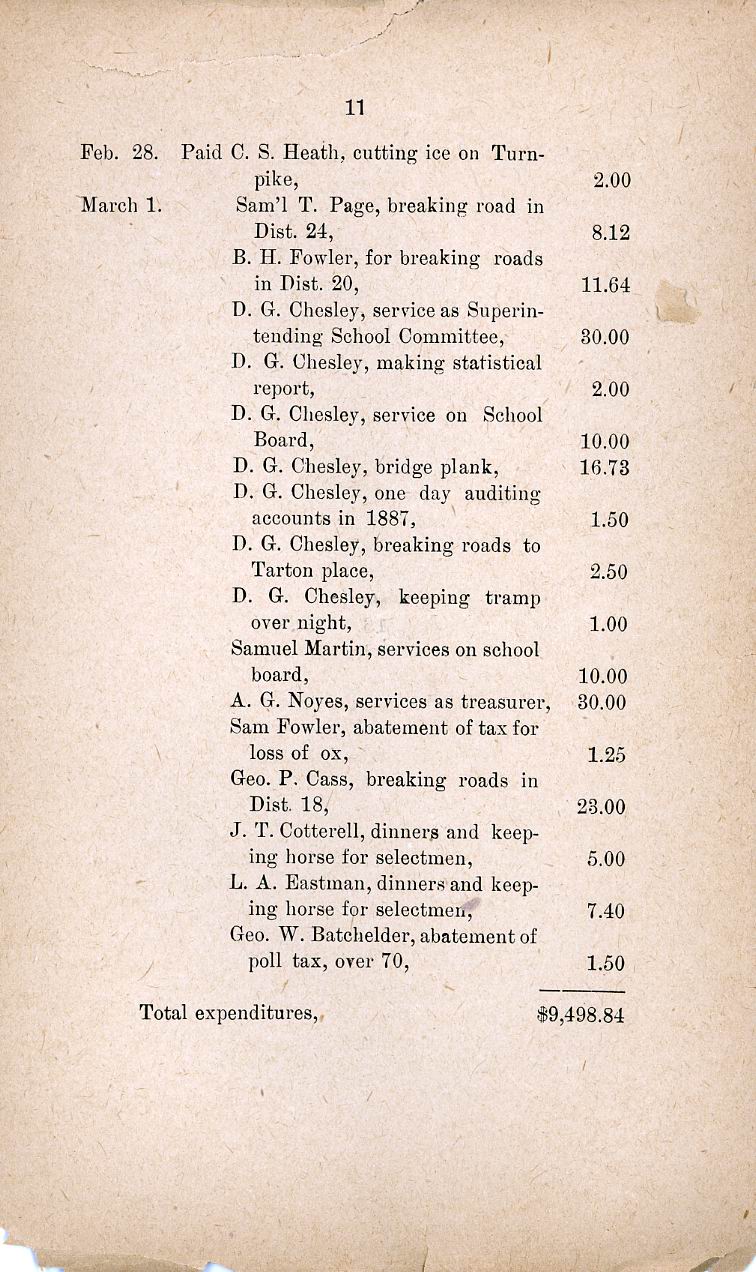 11
Feb. 28. Paid C. S. Heath, cutting ice on Turn-
pike, 2.00
March 1. Sam'l T. Page, breaking road in
Dist. 24, 8.12
B. H. Fowler, for breaking roads
in Dist. 20, 11.64
D. G. Chesley, service as Superin-
tending School Committee, 30.00
D. G. Chesley, making statistical
report, 2.00
D. G. Chesley, service on School
Board, 10.00
D. G. Chesley, bridge plank, 16.73
D. G. Chesley, one day auditing
accounts in 1887, 1.50
D. G. Chesley, breaking roads to
Tarton place, 2.50
D. G. Chesley, keeping tramp
over night, 1.00
Samuel Martin, services on school
board, 10.00
A. G. Noyes, services as treasurer, 30.00
Sam Fowler, abatement of tax for
loss of ox, 1.25
Geo. P. Cass, breaking roads in
Dist. 18, 23.00
J. T. Cotterell, dinners and keep-
ing horse for selectmen, 5.00
L. A. Eastman, dinners and keep-
ing horse for selectmen, 7.40
Geo. W. Batchelder, abatement of
poll tax, over 70, 1.50
Total expenditures, $9,498.84